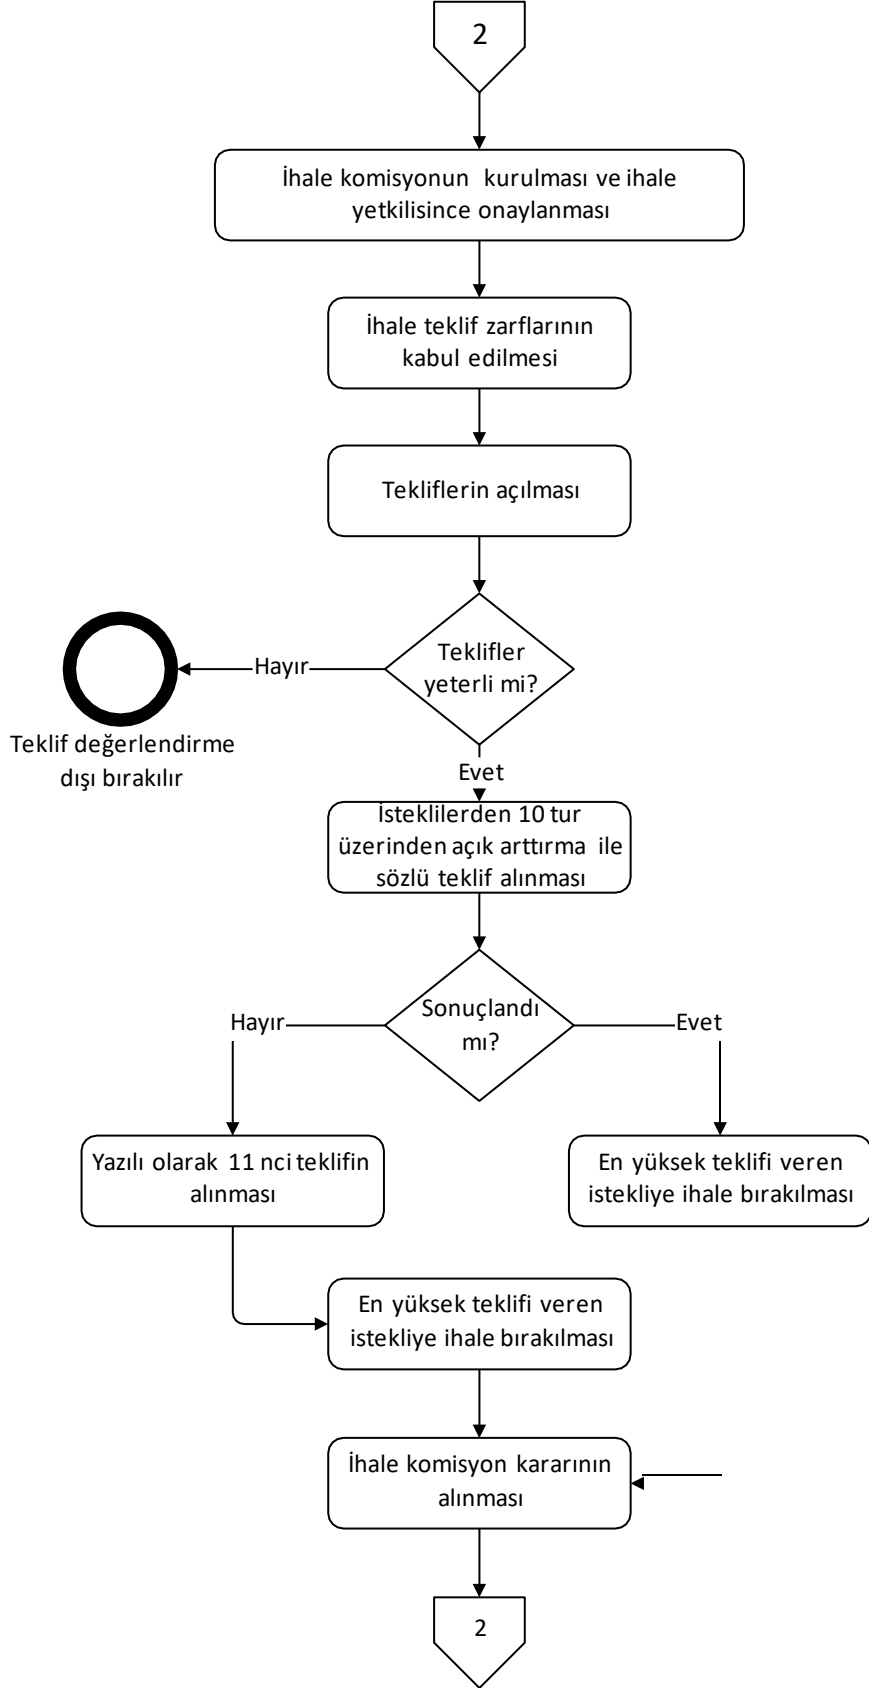 2
İhale komisyonun kurulması ve ihale
yetkilisince onaylanması
İhale teklif zarflarının
kabul edilmesi
Tekliflerin açılması
Teklifler
yeterli mi?
Hayır
Teklif değerlendirme
dışı bırakılır
Evet
İsteklilerden 10 tur
üzerinden açık arttırma ile
sözlü teklif alınması
Sonuçlandı
mı?
Hayır
Evet
Yazılı olarak 11 nci teklifin
alınması
En yüksek teklifi veren
istekliye ihale bırakılması
En yüksek teklifi veren
istekliye ihale bırakılması
İhale komisyon kararının
alınması
2